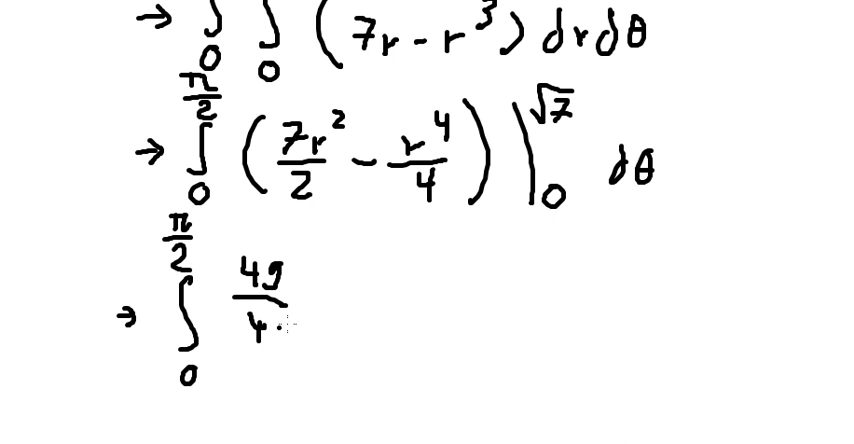 → ∫₀ ∫₀ (7r - r³) dr dθ
→ ∫₀^(π/2) (7r²/2 - r⁴/4) |₀^√7 dθ
→ ∫₀^(π/2) 49/4